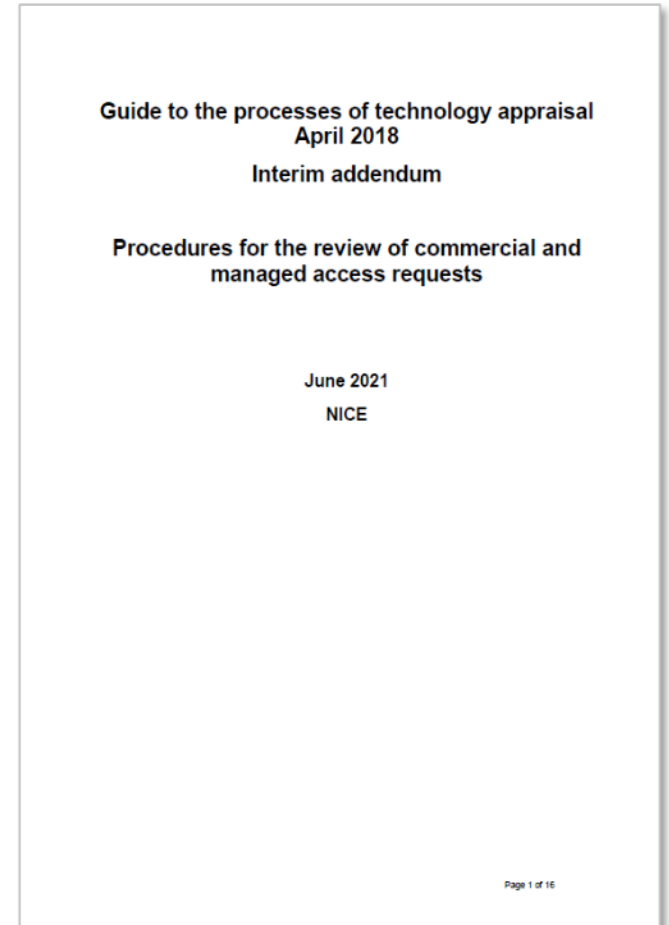 Guide to the processes of technology appraisal
April 2018
Interim addendum
Procedures for the review of commercial and
managed access requests
June 2021
NICE
Page 1 of 16